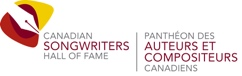 CANADIAN
SONGWRITERS
HALL OF FAME
PANTHÉON DES
AUTEURS ET
COMPOSITEURS
CANADIENS